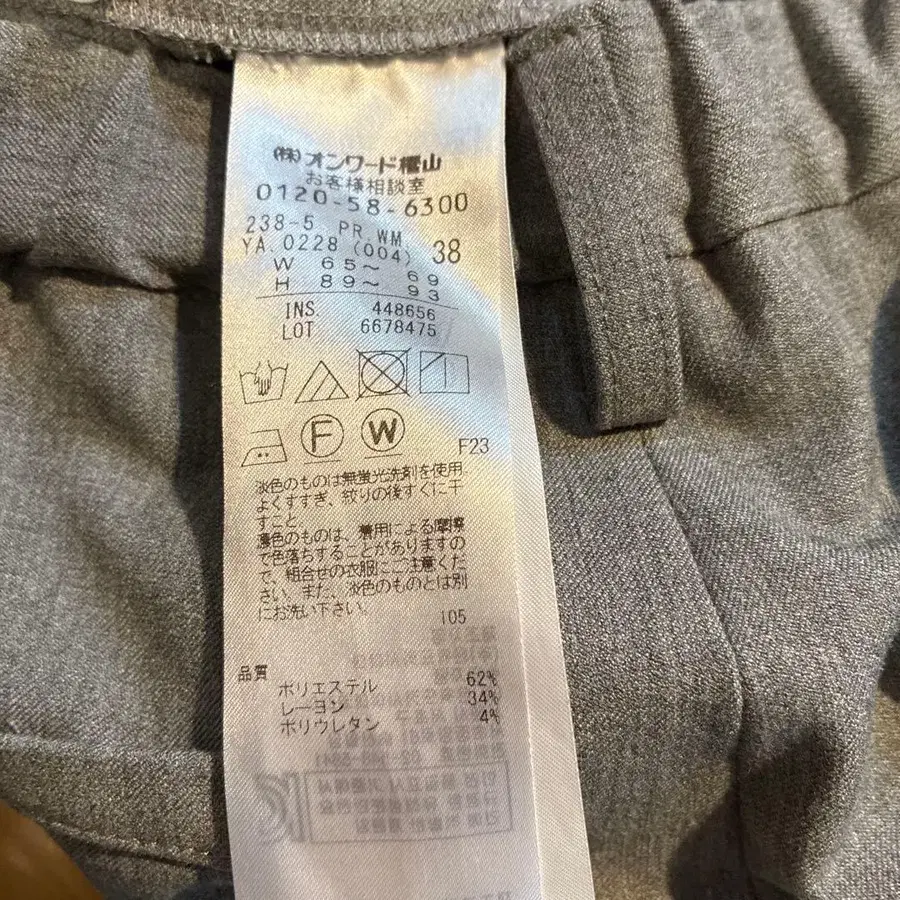 (株)オンワード樫山
お客様相談室
0120-58-6300
238-5 PR.WM
YA.0228 (004) 38
W 65～ 69
H 89～ 93
INS 448656
LOT 6678475
F
W
F23
淡色のものは無蛍光洗剤を使用、
よくすすぎ、絞りの後すぐに干
すこと。
濃色のものは、着用による摩擦
で色落ちすることがありますの
で、組合せの衣服にご注意くだ
さい。また、淡色のものとは別
にお洗い下さい。
105
品質
ポリエステル 62%
レーヨン 34%
ポリウレタン 4%